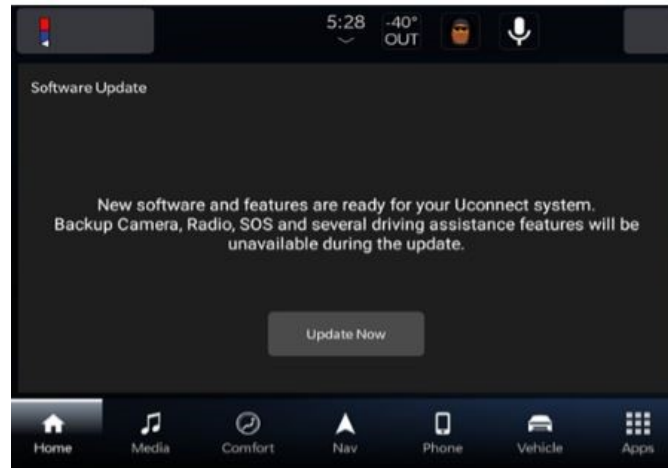 5:28
-40°
OUT
Software Update
New software and features are ready for your Uconnect system.
Backup Camera, Radio, SOS and several driving assistance features will be
unavailable during the update.
Update Now
Home Media Comfort Nav Phone Vehicle Apps